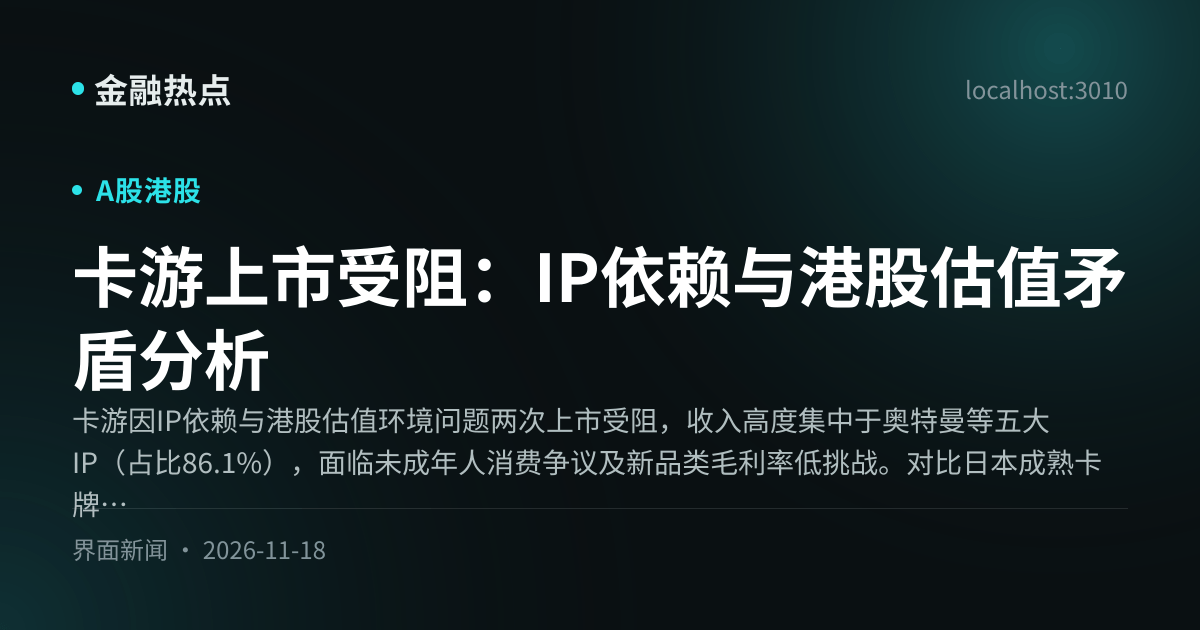 金融热点
localhost:3010
A股港股
卡游上市受阻：IP依赖与港股估值矛
盾分析
卡游因IP依赖与港股估值环境问题两次上市受阻，收入高度集中于奥特曼等五大
IP（占比86.1%），面临未成年人消费争议及新品类毛利率低挑战。对比日本成熟卡
牌…
界面新闻 • 2026-11-18